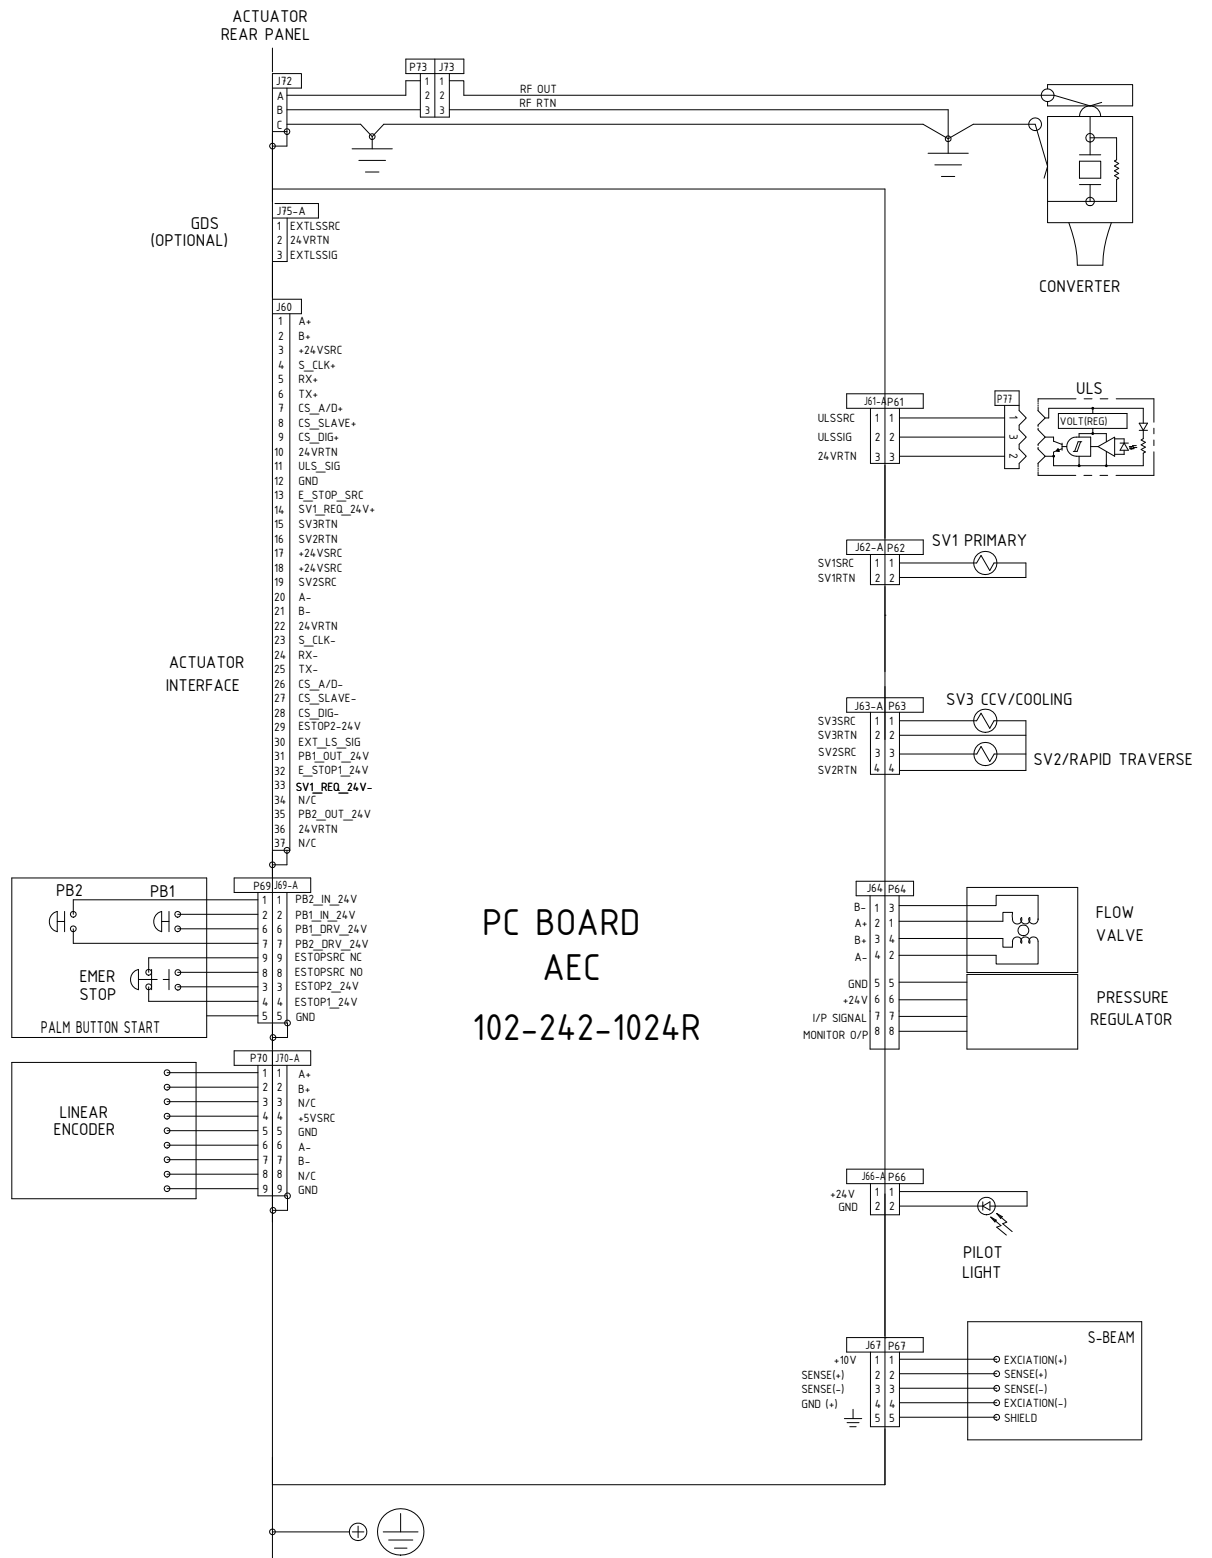 ACTUATOR
REAR PANEL
J72
A
B
C
P73 J73
1 1
2 2
3 3
RF OUT
RF RTN
CONVERTER
GDS
(OPTIONAL)
J75-A
1 EXTLSSRC
2 24VRTN
3 EXTLSSIG
J60
1 A+
2 B+
3 +24VSRC
4 S_CLK+
5 RX+
6 TX+
7 CS_A/D+
8 CS_SLAVE+
9 CS_DIG+
10 24VRTN
11 ULS_SIG
12 GND
13 E_STOP_SRC
14 SV1_REQ_24V+
15 SV3RTN
16 SV2RTN
17 +24VSRC
18 +24VSRC
19 SV2SRC
20 A-
21 B-
22 24VRTN
23 S_CLK-
24 RX-
25 TX-
26 CS_A/D-
27 CS_SLAVE-
28 CS_DIG-
29 ESTOP2-24V
30 EXT_LS_SIG
31 PB1_OUT_24V
32 E_STOP1_24V
33 SV1_REQ_24V-
34 N/C
35 PB2_OUT_24V
36 24VRTN
37 N/C
ACTUATOR
INTERFACE
PB2 PB1
EMER
STOP
PALM BUTTON START
P69 J69-A
1 1 PB2_IN_24V
2 2 PB1_IN_24V
6 6 PB1_DRV_24V
7 7 PB2_DRV_24V
9 9 ESTOPSRC NC
8 8 ESTOPSRC NO
3 3 ESTOP2_24V
4 4 ESTOP1_24V
5 5 GND
LINEAR
ENCODER
P70 J70-A
1 1 A+
2 2 B+
3 3 N/C
4 4 +5VSRC
5 5 GND
6 6 A-
7 7 B-
8 8 N/C
9 9 GND
PC BOARD
AEC
102-242-1024R
J61-A P61
ULSSRC 1 1
ULSSIG 2 2
24VRTN 3 3
P77
1
3
2
ULS
VOLT(REG)
J62-A P62
SV1SRC 1 1
SV1RTN 2 2
SV1 PRIMARY
J63-A P63
SV3SRC 1 1
SV3RTN 2 2
SV2SRC 3 3
SV2RTN 4 4
SV3 CCV/COOLING
SV2/RAPID TRAVERSE
J64 P64
B- 1 3
A+ 2 1
B+ 3 4
A- 4 2
GND 5 5
+24V 6 6
I/P SIGNAL 7 7
MONITOR O/P 8 8
FLOW
VALVE
PRESSURE
REGULATOR
J66-A P66
+24V 1 1
GND 2 2
PILOT
LIGHT
J67 P67
+10V 1 1
SENSE(+) 2 2
SENSE(-) 3 3
GND (+) 4 4
5 5
S-BEAM
EXCIATION(+)
SENSE(+)
SENSE(-)
EXCIATION(-)
SHIELD